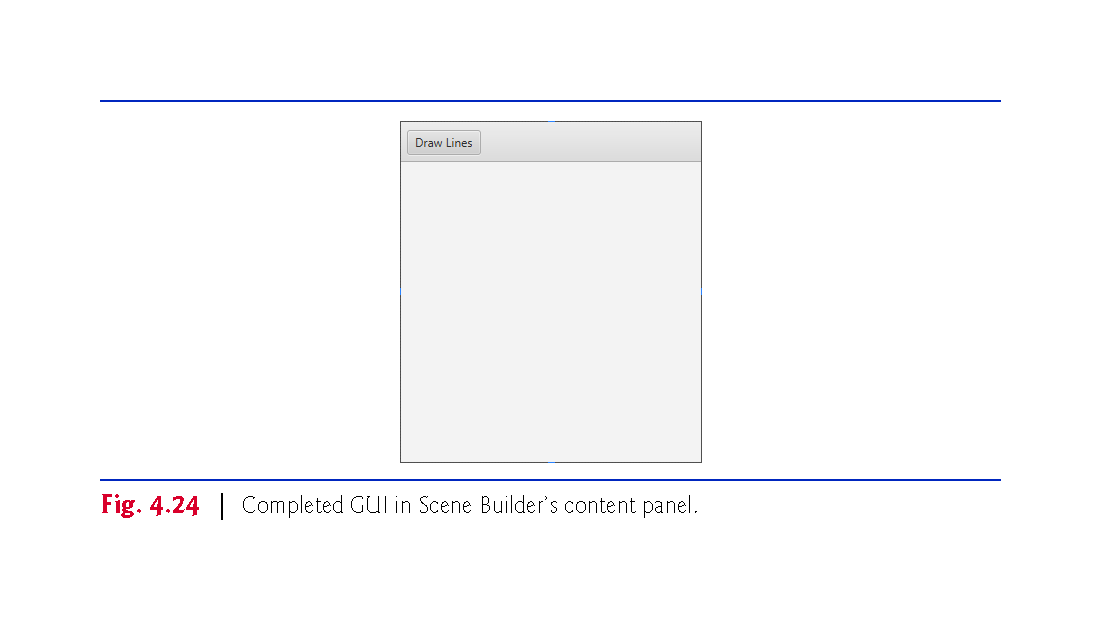 Draw Lines
Fig. 4.24 | Completed GUI in Scene Builder’s content panel.